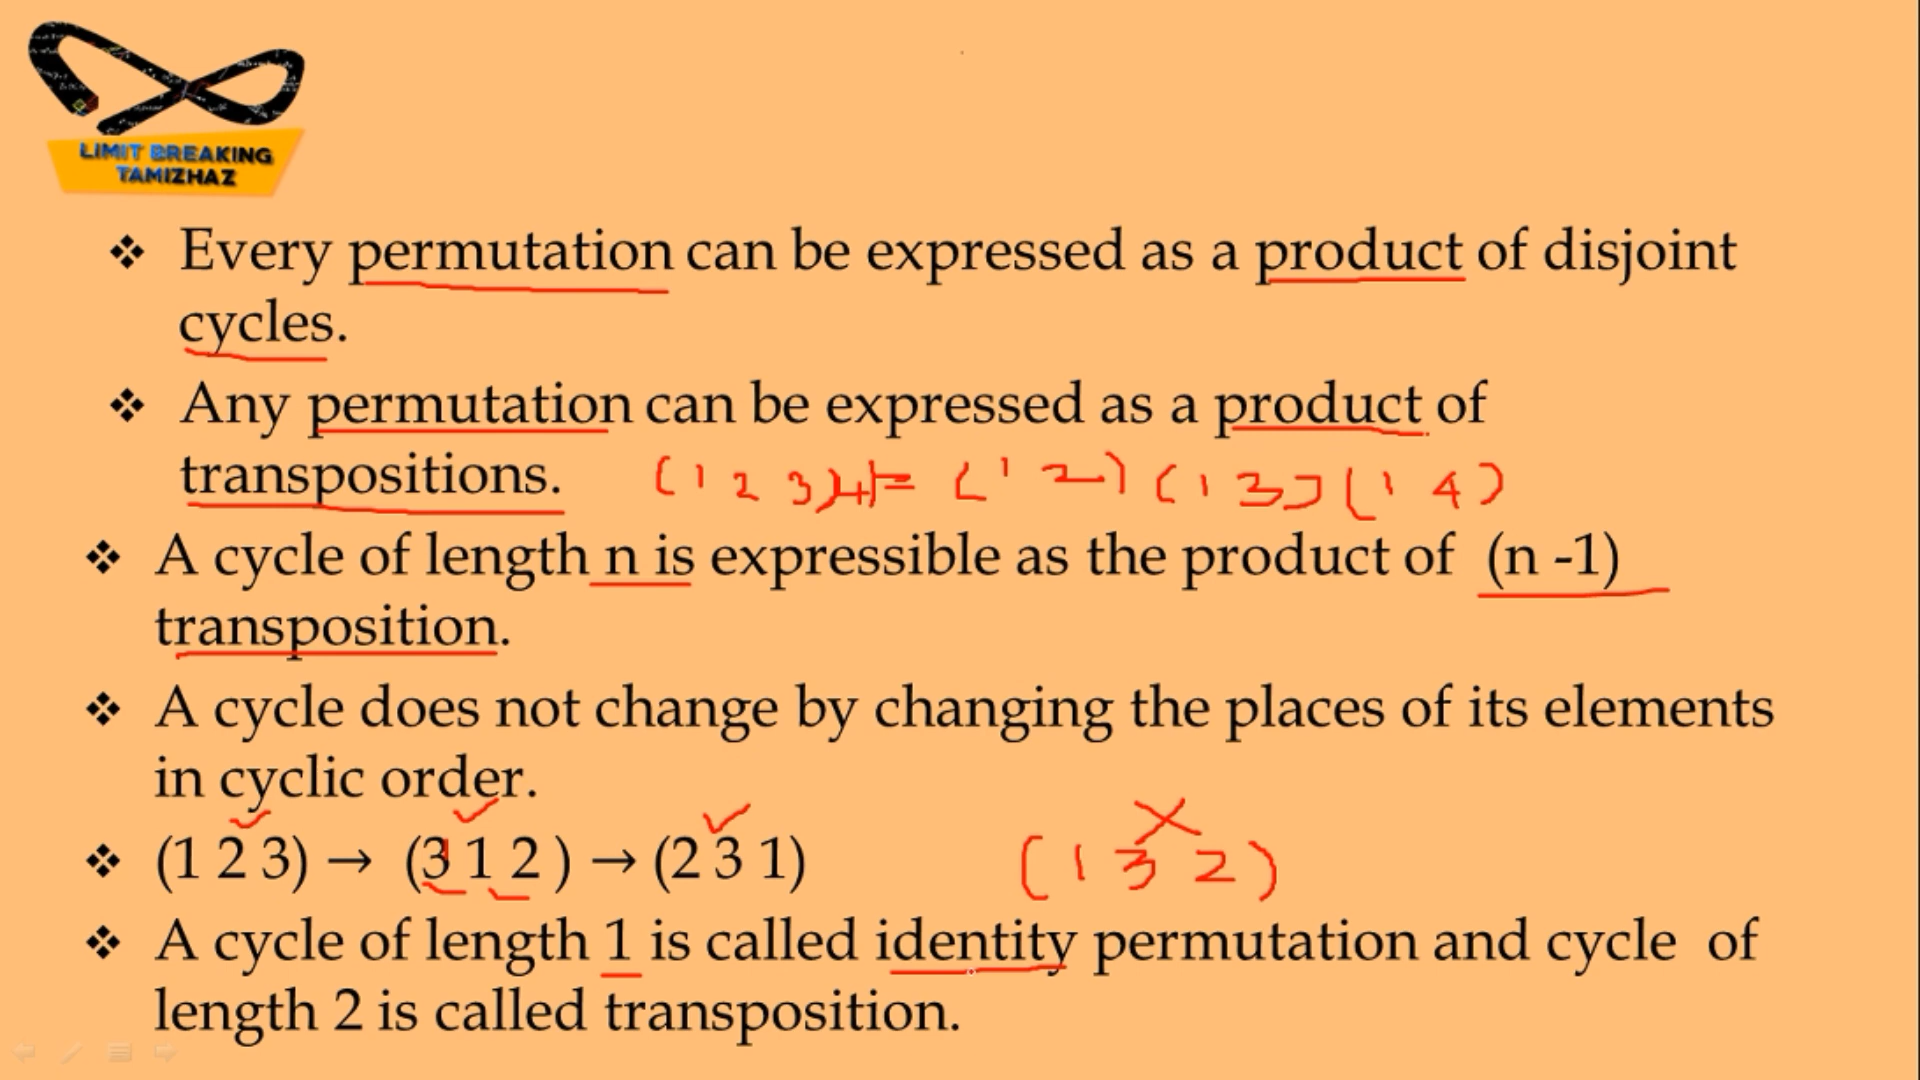 LIMIT BREAKING
TAMIZHAZ
❖ Every permutation can be expressed as a product of disjoint
cycles.
❖ Any permutation can be expressed as a product of
transpositions. (1 2 3 4) = (1 2) (1 3) (1 4)
❖ A cycle of length n is expressible as the product of (n -1)
transposition.
❖ A cycle does not change by changing the places of its elements
in cyclic order.
❖ (1 2 3) → (3 1 2 ) → (2 3 1) (1 3 2)
❖ A cycle of length 1 is called identity permutation and cycle of
length 2 is called transposition.